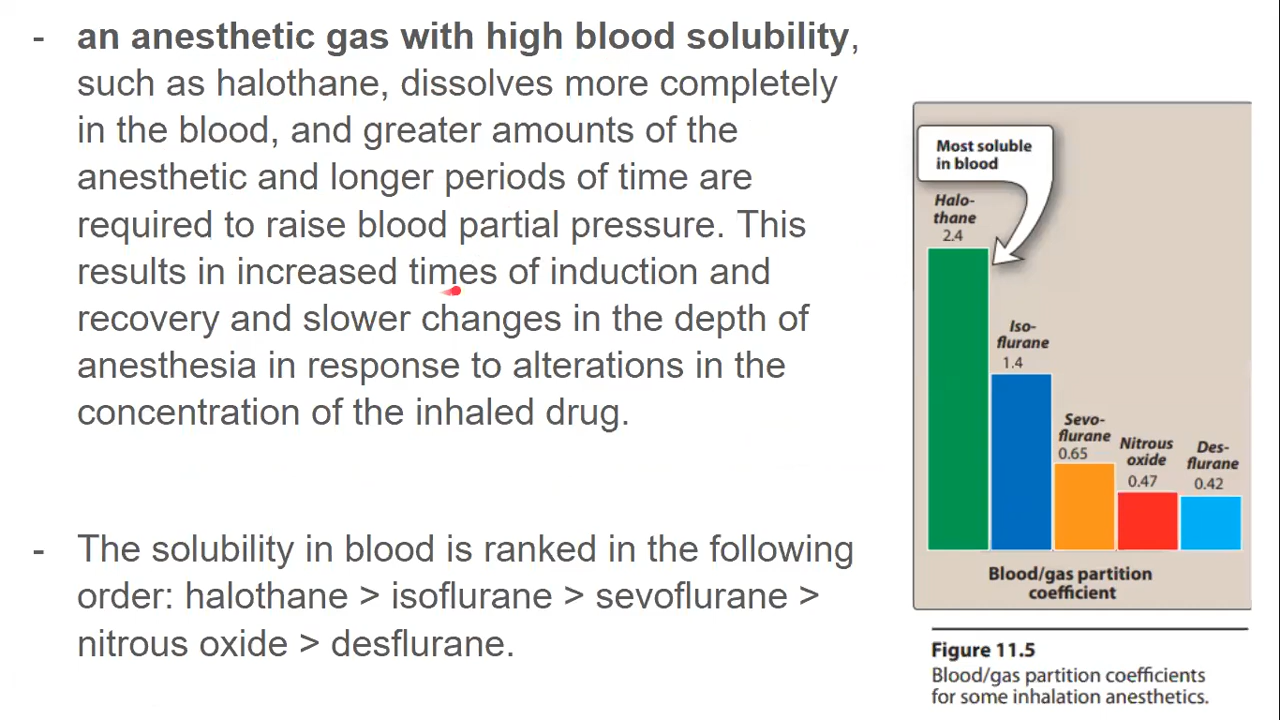 - an anesthetic gas with high blood solubility,
such as halothane, dissolves more completely
in the blood, and greater amounts of the
anesthetic and longer periods of time are
required to raise blood partial pressure. This
results in increased times of induction and
recovery and slower changes in the depth of
anesthesia in response to alterations in the
concentration of the inhaled drug.
- The solubility in blood is ranked in the following
order: halothane > isoflurane > sevoflurane >
nitrous oxide > desflurane.
Most soluble
in blood
Halo-
thane
2.4
Iso-
flurane
1.4
Sevo-
flurane
0.65
Nitrous
oxide
0.47
Des-
flurane
0.42
Blood/gas partition
coefficient
Figure 11.5
Blood/gas partition coefficients
for some inhalation anesthetics.